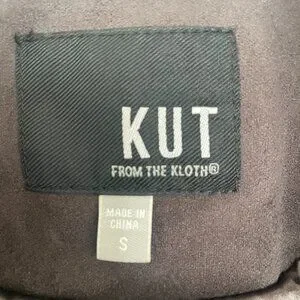 KUT
FROM THE KLOTH®
MADE IN
CHINA
S